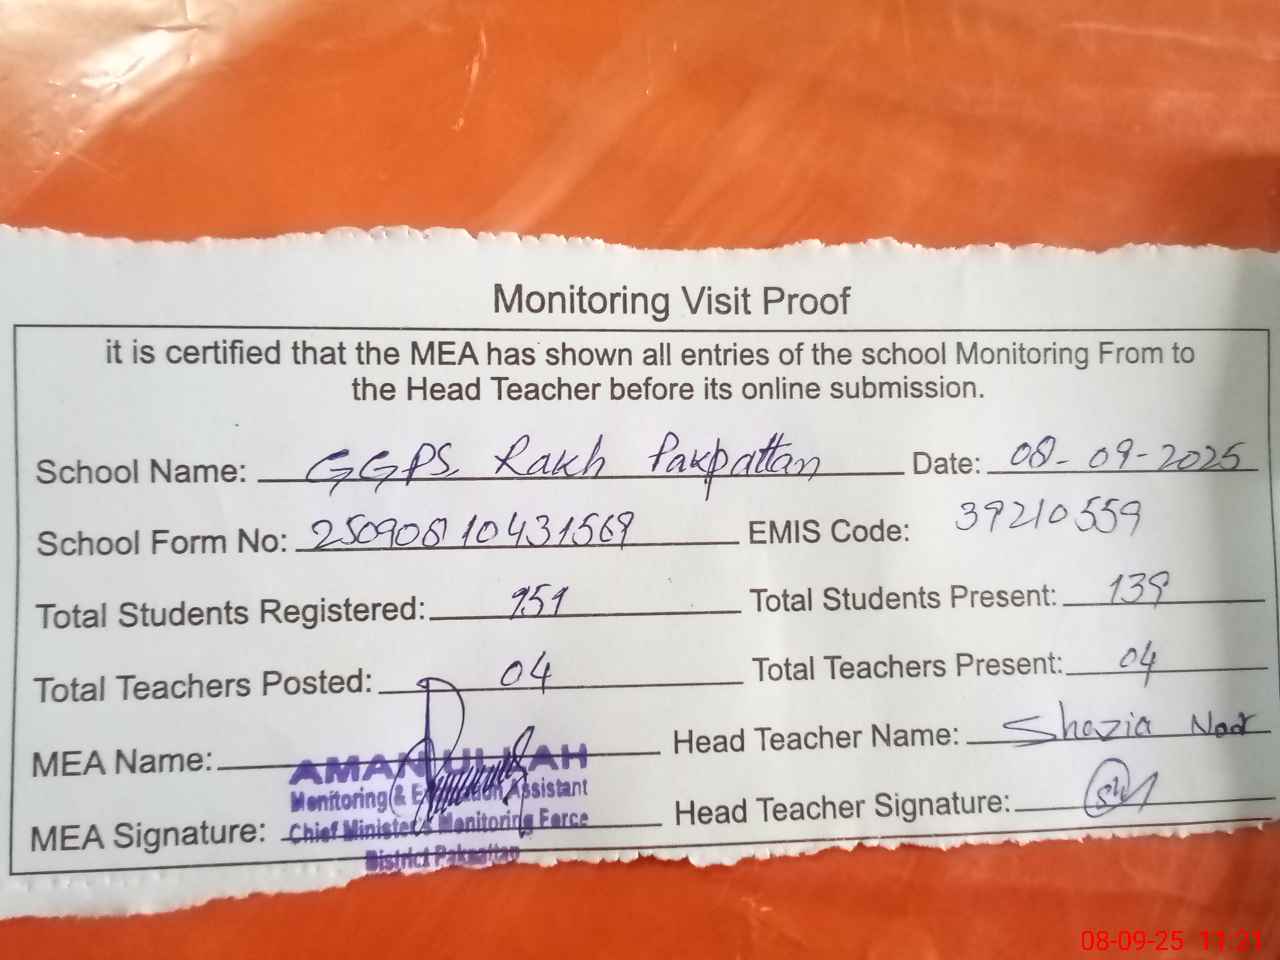 Monitoring Visit Proof
it is certified that the MEA has shown all entries of the school Monitoring From to
the Head Teacher before its online submission.
School Name: GGPS Rakh Pakpattan Date: 08-09-2025
School Form No: 25090810431569 EMIS Code: 39210559
Total Students Registered: 151 Total Students Present: 139
Total Teachers Posted: 04 Total Teachers Present: 04
MEA Name: AMAN ULLAH Head Teacher Name: Shazia Noor
Monitoring & Evaluation Assistant
MEA Signature: Chief Minister's Monitoring Force Head Teacher Signature:
District Pakpattan
08-09-25 11:21